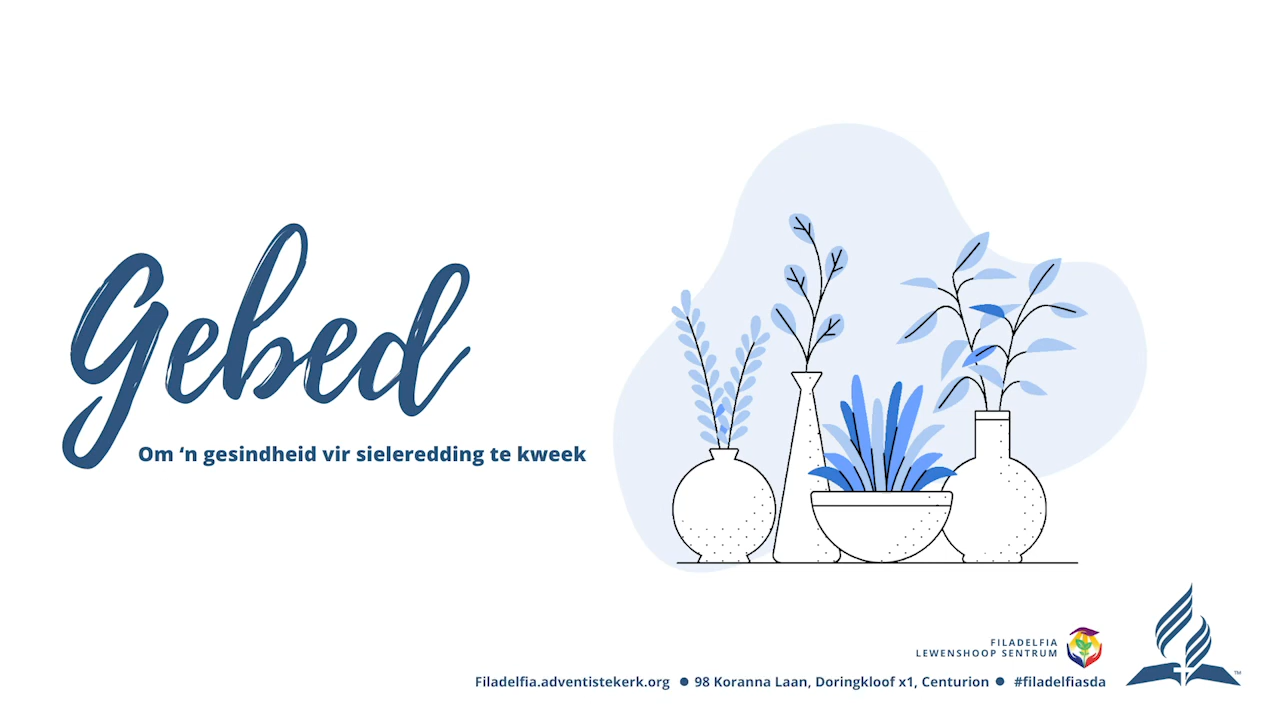 Gebed
Om ‘n gesindheid vir sieleredding te kweek
FILADELFIA
LEWENSHOOP SENTRUM
Filadelfia.adventistekerk.org ● 98 Koranna Laan, Doringkloof x1, Centurion ● #filadelfiasda
TM